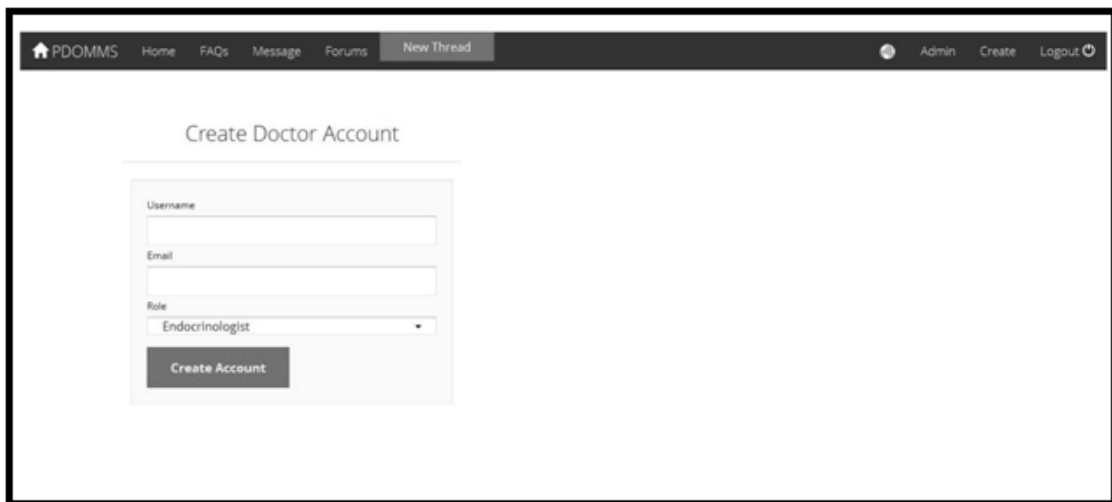 PDOMMS Home FAQs Message Forums New Thread Admin Create Logout
Create Doctor Account
Username
Email
Role
Endocrinologist
Create Account